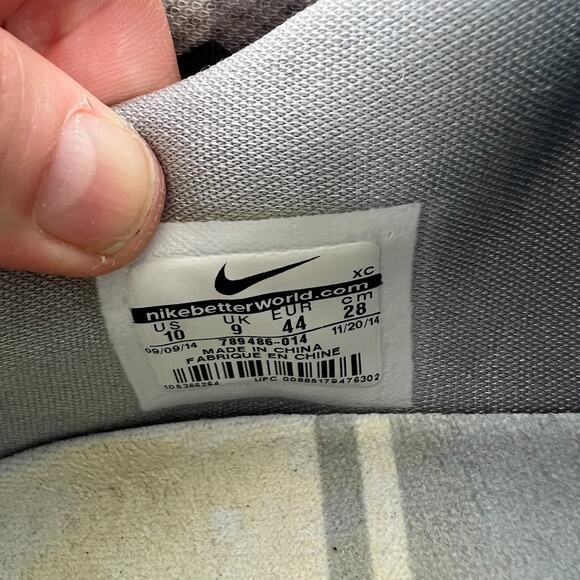 XC
nikebetterworld.com
US UK EUR cm
10 9 44 28
09/09/14 789486-014 11/20/14
MADE IN CHINA
FABRIQUE EN CHINE
105366264 UPC 00885179476302